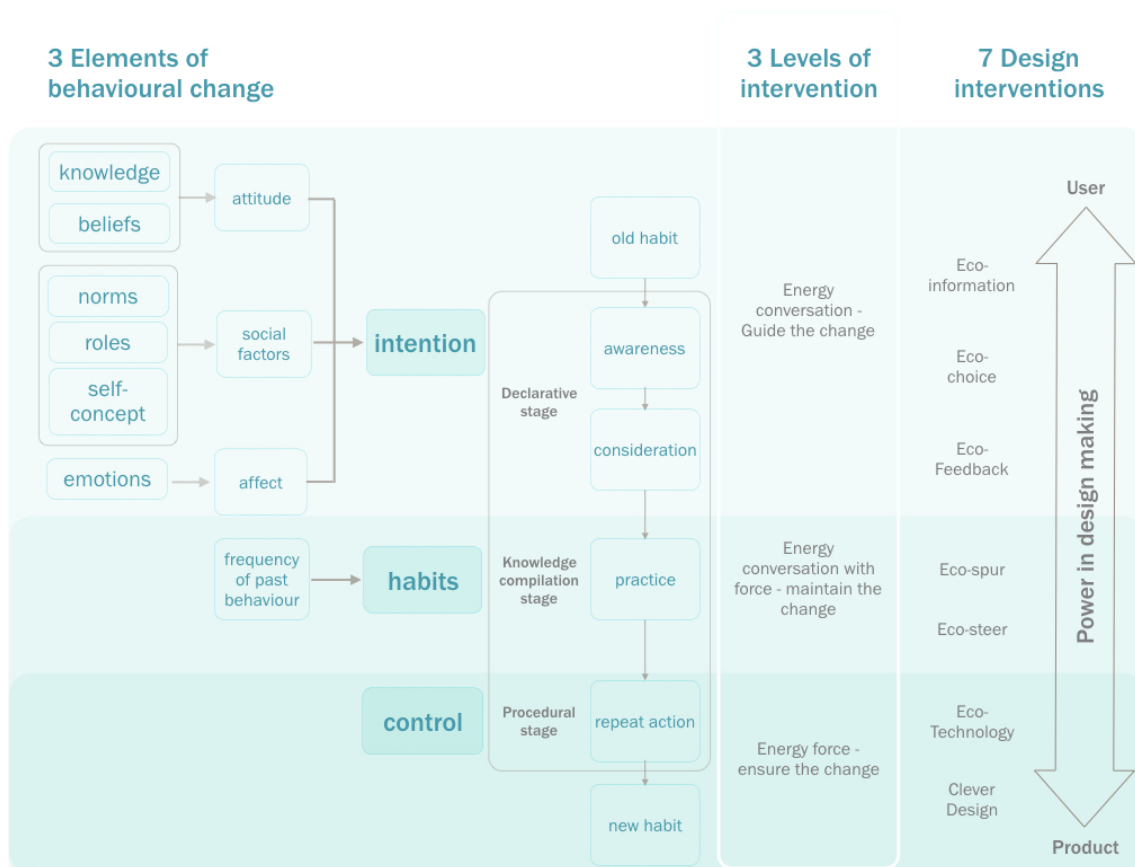 3 Elements of
behavioural change
3 Levels of
intervention
7 Design
interventions
knowledge
beliefs
attitude
norms
roles
self-
concept
social
factors
emotions
affect
intention
frequency
of past
behaviour
habits
control
old habit
awareness
Declarative
stage
consideration
Knowledge
compilation
stage
practice
Procedural
stage
repeat action
new habit
Energy
conversation -
Guide the change
Energy
conversation with
force - maintain the
change
Energy force -
ensure the change
Eco-
information
Eco-
choice
Eco-
Feedback
Eco-spur
Eco-steer
Eco-
Technology
Clever
Design
User
Power in design making
Product